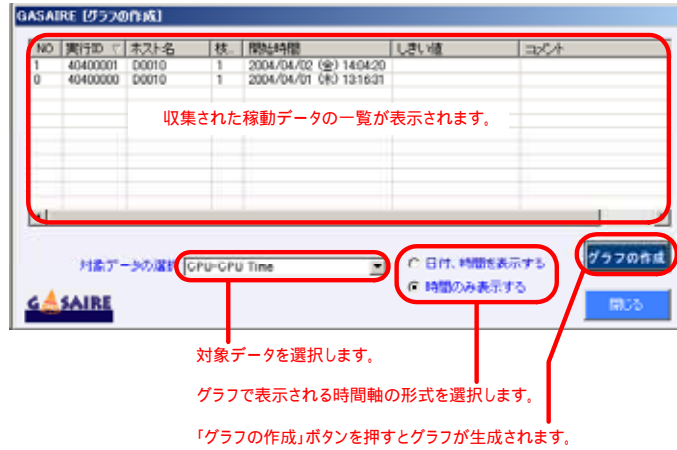 GASAIRE [グラフの作成]
NO 実行ID ホスト名 枝.. 開始時間 しきい値 コメント
1 40400001 D0010 1 2004/04/02 (金) 14:04:20
0 40400000 D0010 1 2004/04/01 (木) 13:16:31
収集された稼動データの一覧が表示されます。
対象データの選択 CPU-CPU Time
日付、時間を表示する
時間のみ表示する
グラフの作成
GASAIRE
閉じる
対象データを選択します。
グラフで表示される時間軸の形式を選択します。
「グラフの作成」ボタンを押すとグラフが生成されます。